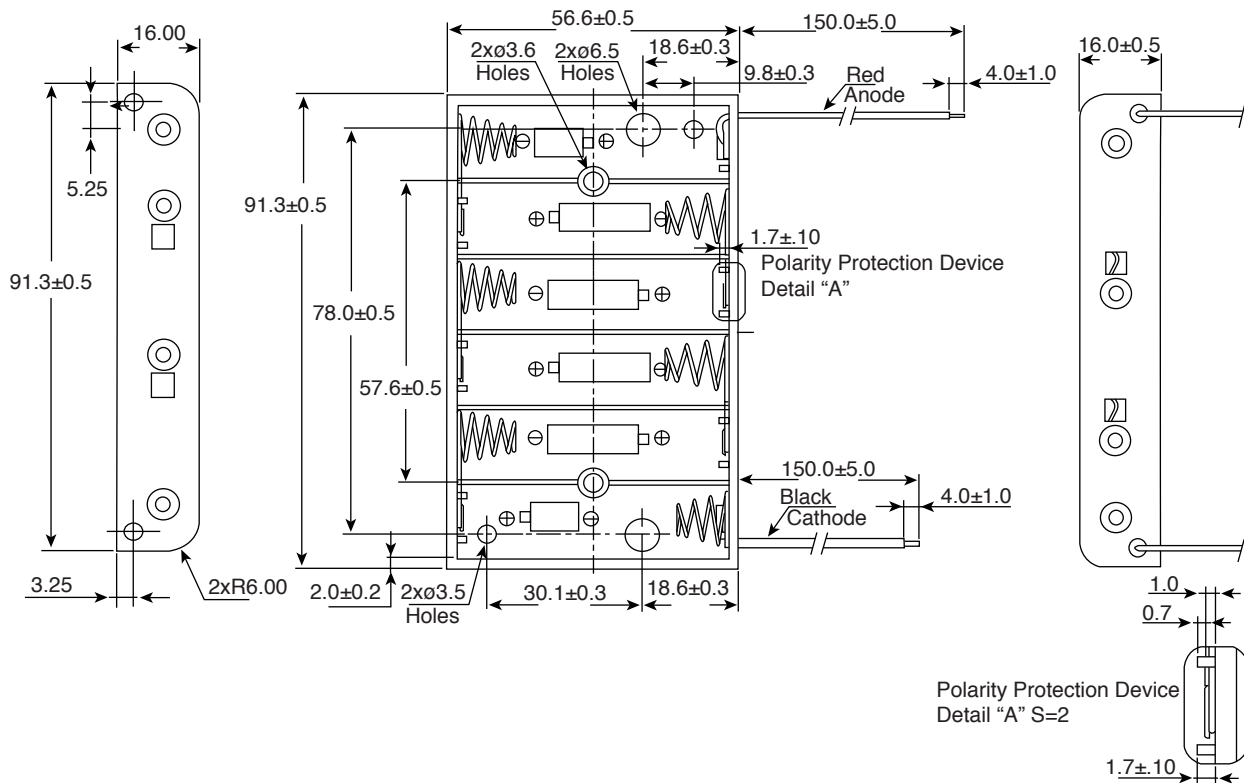 56.6±0.5
150.0±5.0
16.00
2xø3.6
Holes
2xø6.5
Holes
18.6±0.3
16.0±0.5
9.8±0.3
Red
Anode
4.0±1.0
5.25
91.3±0.5
91.3±0.5
1.7±.10
Polarity Protection Device
Detail “A”
78.0±0.5
57.6±0.5
150.0±5.0
Black
Cathode
4.0±1.0
3.25
2xR6.00
2.0±0.2
2xø3.5
Holes
30.1±0.3
18.6±0.3
1.0
0.7
Polarity Protection Device
Detail “A” S=2
1.7±.10